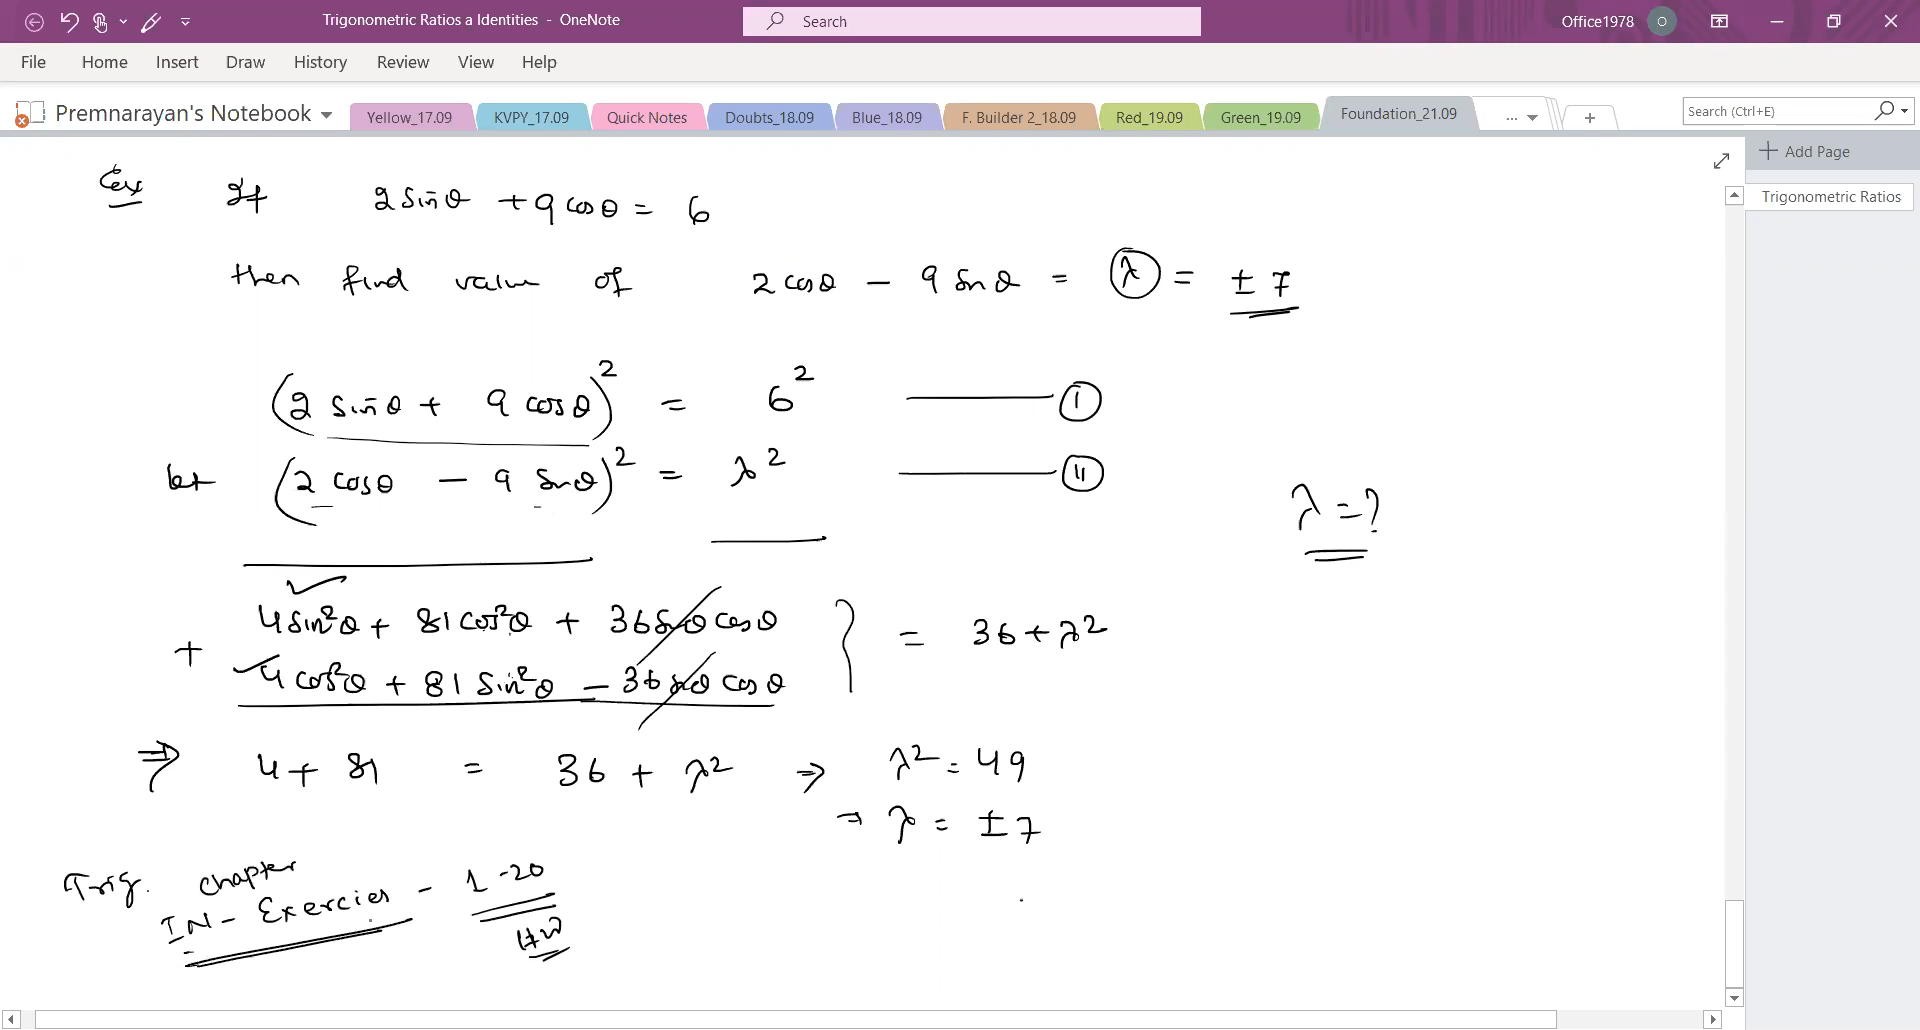 Trigonometric Ratios a Identities - OneNote
Search
Office1978
O
File Home Insert Draw History Review View Help
Premnarayan's Notebook
Yellow_17.09 KVPY_17.09 Quick Notes Doubts_18.09 Blue_18.09 F. Builder 2_18.09 Red_19.09 Green_19.09 Foundation_21.09 ... +
Search (Ctrl+E)
Add Page
Trigonometric Ratios
Ex If 2 sinθ + 9 cosθ = 6
then find value of 2 cosθ - 9 sinθ = λ = ± 7
(2 sinθ + 9 cosθ)² = 6² ——— I
let (2 cosθ - 9 sinθ)² = λ² ——— II
λ = ?
4 sin²θ + 81 cos²θ + 36 sinθ cosθ } = 36 + λ²
+ 4 cos²θ + 81 sin²θ - 36 sinθ cosθ
⇒ 4 + 81 = 36 + λ² ⇒ λ² = 49
⇒ λ = ± 7
Trig. chapter
IN - Exercies - 1 - 20
HW